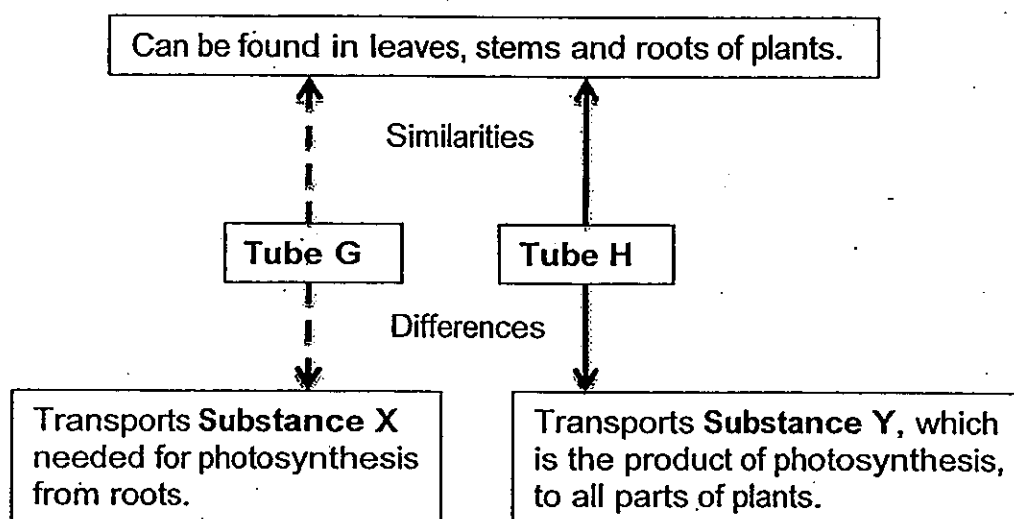 Can be found in leaves, stems and roots of plants.
Similarities
Tube G
Tube H
Differences
Transports Substance X
needed for photosynthesis
from roots.
Transports Substance Y, which
is the product of photosynthesis,
to all parts of plants.